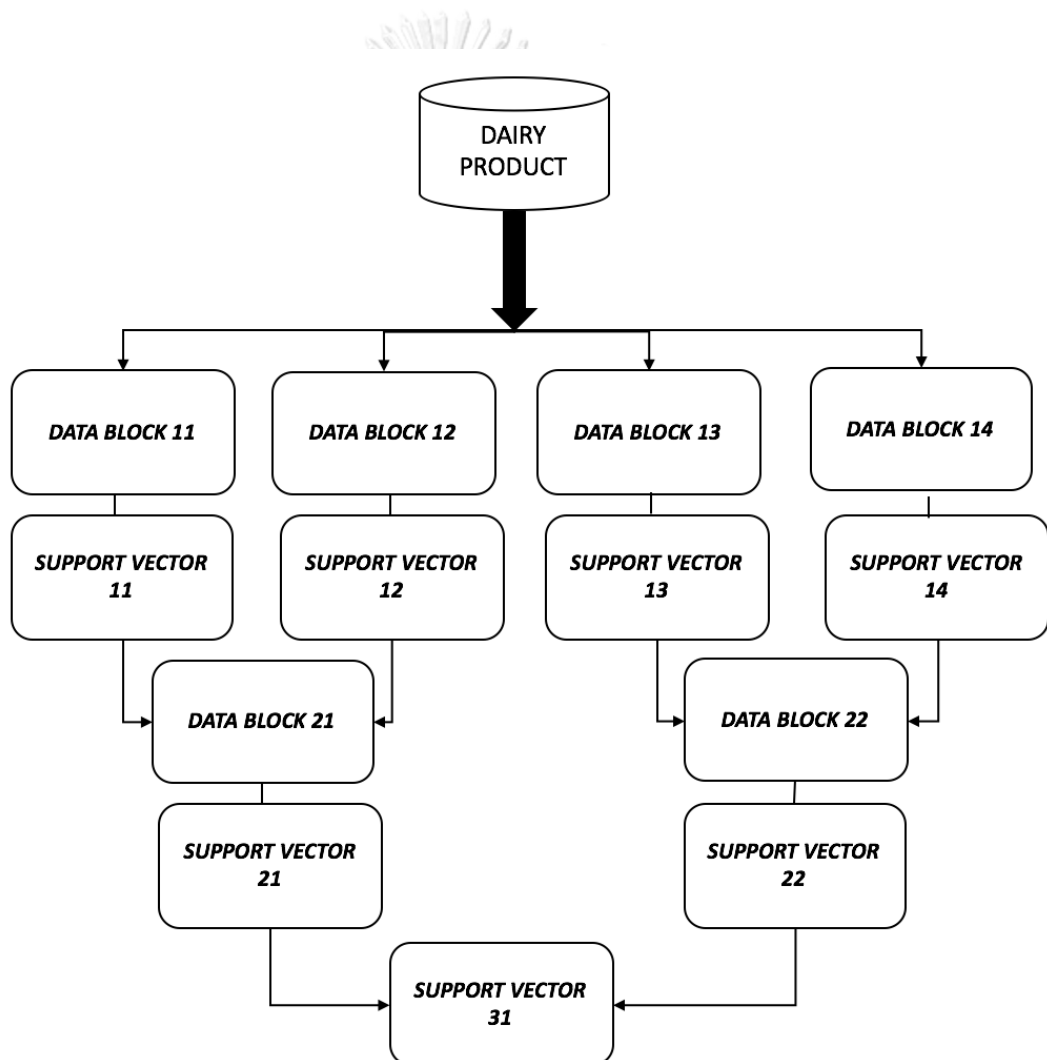 DAIRY
PRODUCT
DATA BLOCK 11
DATA BLOCK 12
DATA BLOCK 13
DATA BLOCK 14
SUPPORT VECTOR
11
SUPPORT VECTOR
12
SUPPORT VECTOR
13
SUPPORT VECTOR
14
DATA BLOCK 21
DATA BLOCK 22
SUPPORT VECTOR
21
SUPPORT VECTOR
22
SUPPORT VECTOR
31